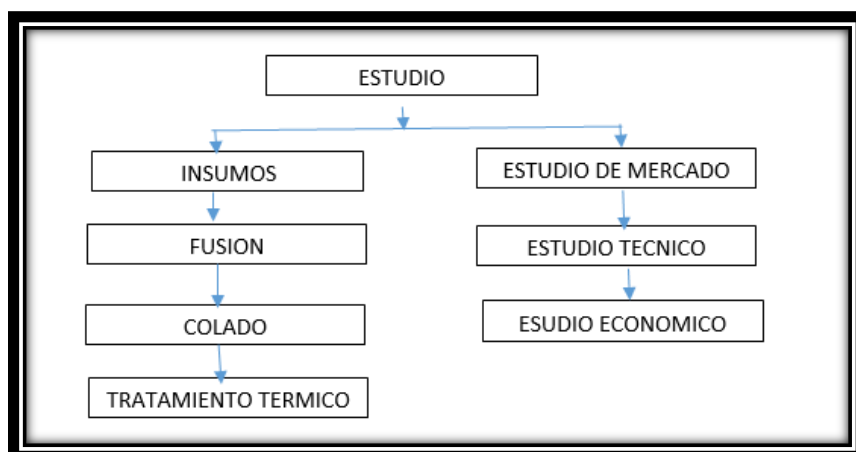 ESTUDIO
INSUMOS
ESTUDIO DE MERCADO
FUSION
ESTUDIO TECNICO
COLADO
ESUDIO ECONOMICO
TRATAMIENTO TERMICO